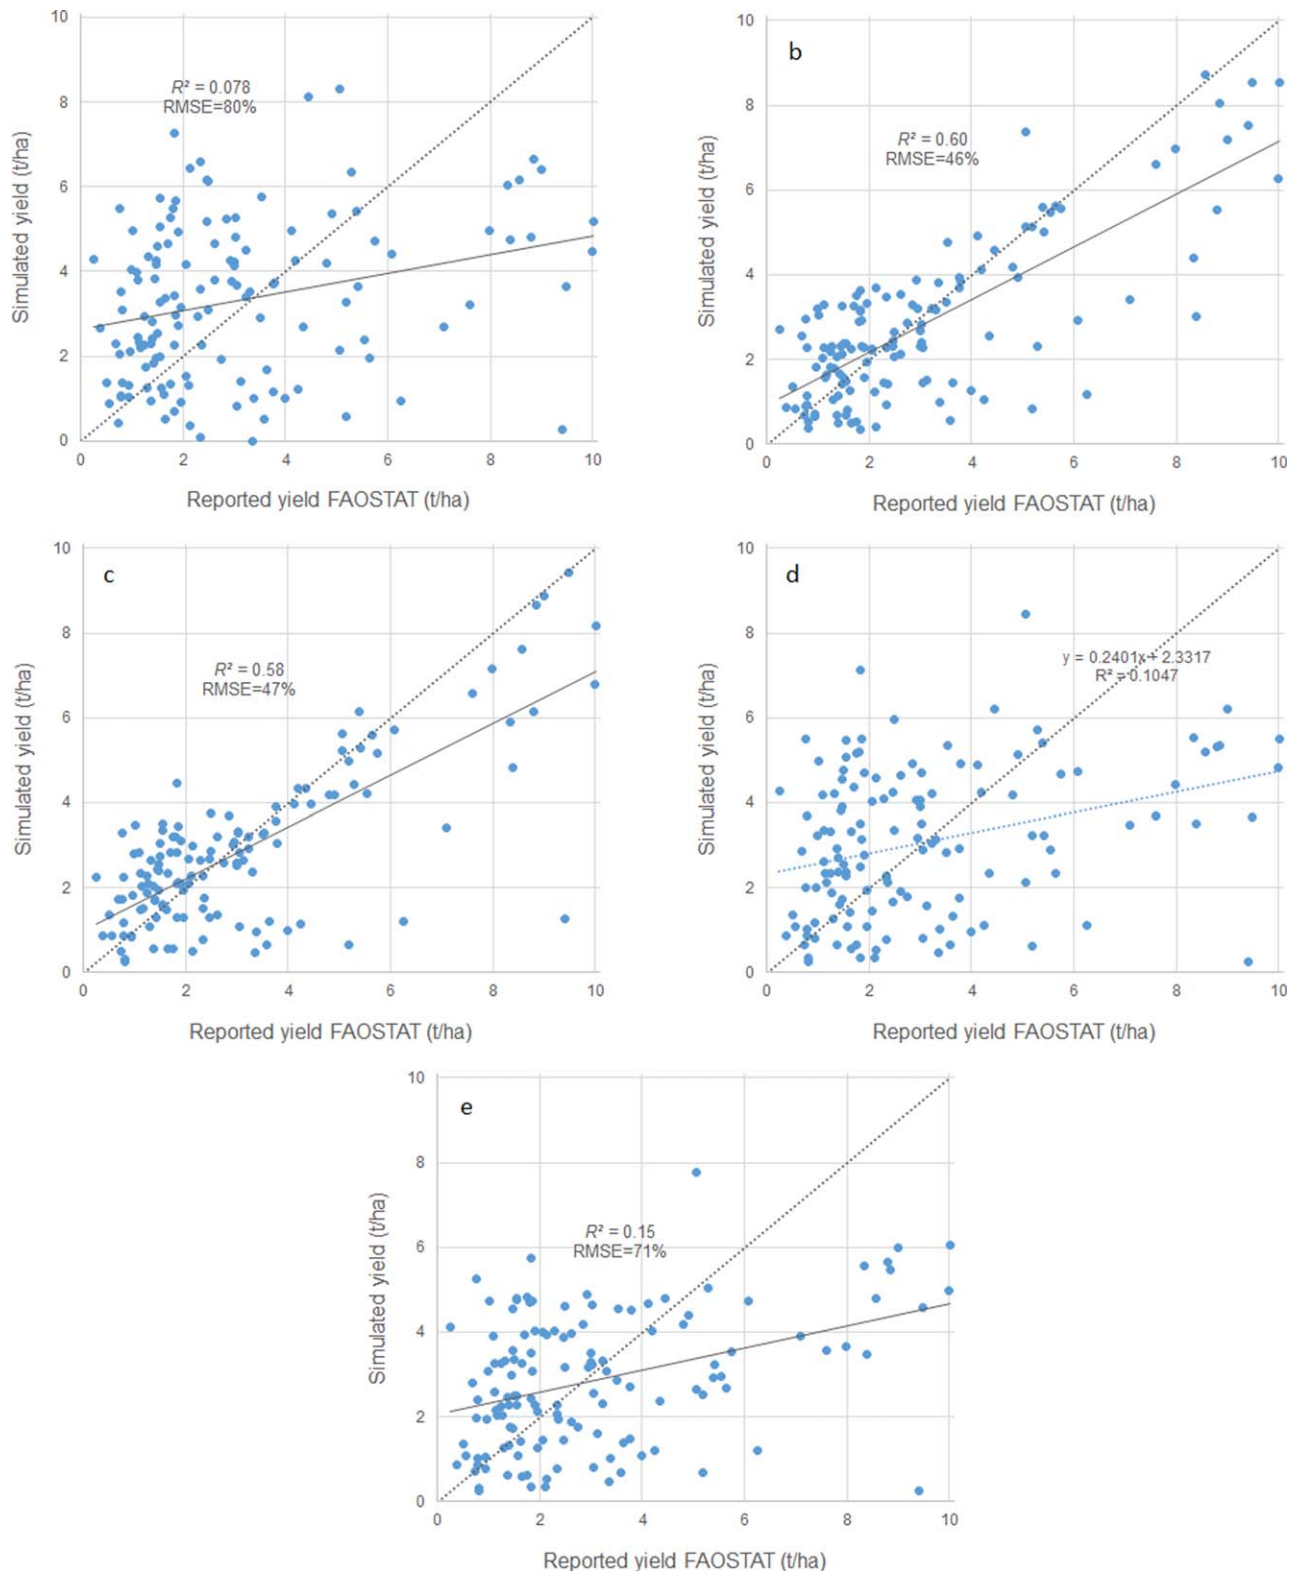 10
8
6
4
2
0
R² = 0.078
RMSE=80%
Simulated yield (t/ha)
0 2 4 6 8 10
Reported yield FAOSTAT (t/ha)
b
10
8
6
4
2
0
R² = 0.60
RMSE=46%
Simulated yield (t/ha)
0 2 4 6 8 10
Reported yield FAOSTAT (t/ha)
c
10
8
6
4
2
0
R² = 0.58
RMSE=47%
Simulated yield (t/ha)
0 2 4 6 8 10
Reported yield FAOSTAT (t/ha)
d
10
8
6
4
2
0
y = 0.2401x + 2.3317
R² = 0.1047
Simulated yield (t/ha)
0 2 4 6 8 10
Reported yield FAOSTAT (t/ha)
e
10
8
6
4
2
0
R² = 0.15
RMSE=71%
Simulated yield (t/ha)
0 2 4 6 8 10
Reported yield FAOSTAT (t/ha)